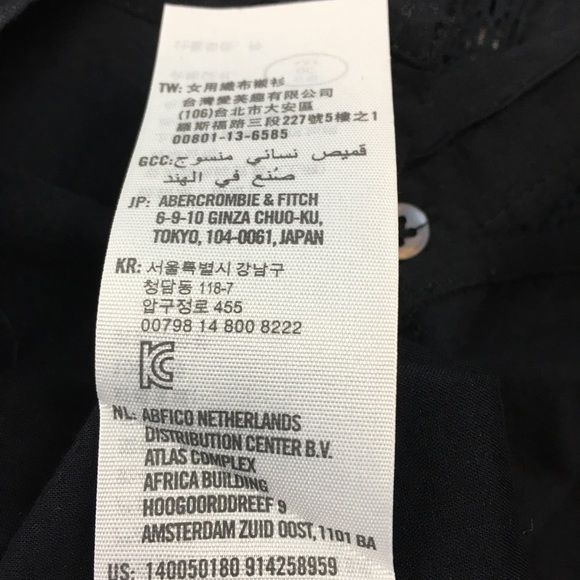 TW: 女用織布襯衫
台灣愛芙趣有限公司
(106)台北市大安區
羅斯福路三段227號5樓之1
00801-13-6585
GCC: قميص نسائي منسوج
صُنع في الهند
JP: ABERCROMBIE & FITCH
6-9-10 GINZA CHUO-KU,
TOKYO, 104-0061, JAPAN
KR: 서울특별시 강남구
청담동 118-7
압구정로 455
00798 14 800 8222
NL: ABFICO NETHERLANDS
DISTRIBUTION CENTER B.V.
ATLAS COMPLEX
AFRICA BUILDING
HOOGOORDDREEF 9
AMSTERDAM ZUID OOST, 1101 BA
US: 140050180 914258959